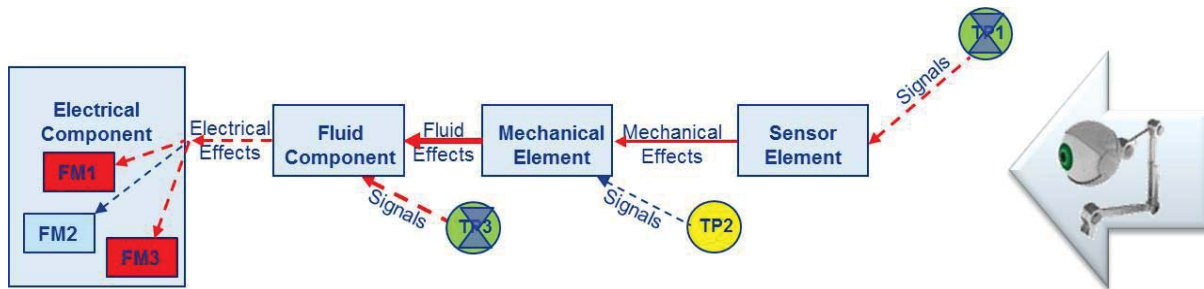 Electrical
Component
FM1
FM2
FM3
Electrical
Effects
Fluid
Component
Signals
TP3
Fluid
Effects
Mechanical
Element
Signals
TP2
Mechanical
Effects
Sensor
Element
Signals
TP1